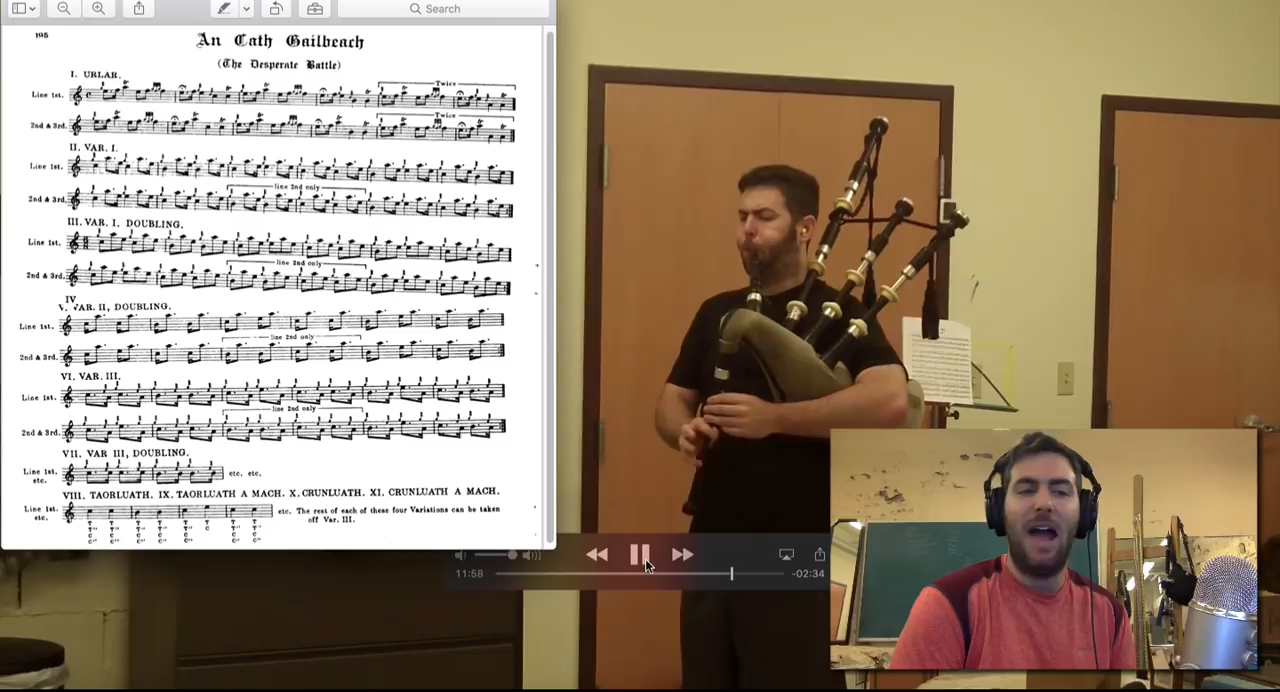 Search
195
An Cath Gailbeach
(The Desperate Battle)
I. URLAR.
Twice
Line 1st.
Twice
2nd & 3rd.
II. VAR. I.
Line 1st.
line 2nd only
2nd & 3rd.
III. VAR. I. DOUBLING.
Line 1st.
line 2nd only
2nd & 3rd.
IV
V. VAR. II, DOUBLING.
Line 1st.
line 2nd only
2nd & 3rd.
VI. VAR. III.
Line 1st.
line 2nd only
2nd & 3rd.
VII. VAR III, DOUBLING.
Line 1st. etc. etc.
etc.
VIII. TAORLUATH. IX. TAORLUATH A MACH. X. CRUNLUATH. XI. CRUNLUATH A MACH.
Line 1st. etc. The rest of each of these four Variations can be taken
etc. off Var. III.
11:58 -02:34